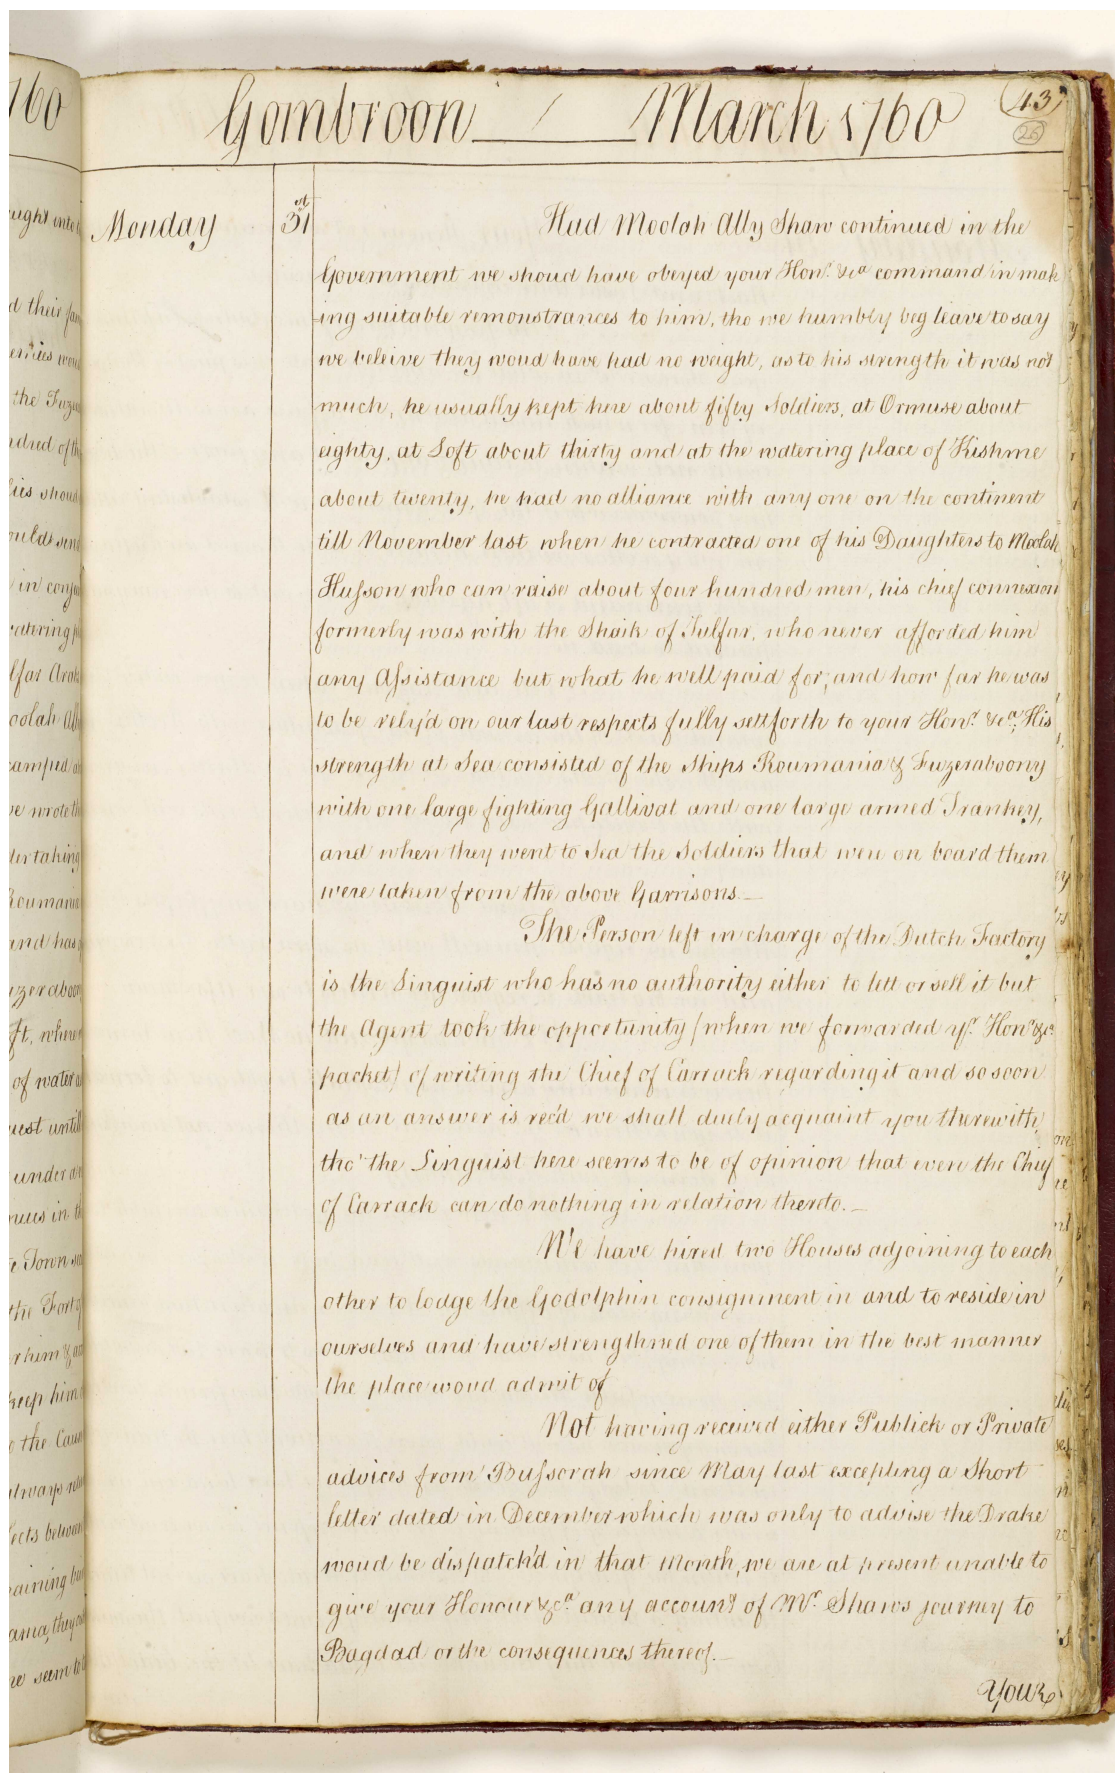 Gombroon March 1760
43
26
Monday 31st
Had Moolah Ally Shaw continued in the
Government we shoud have obeyed your Honr. &ca command in mak
-ing suitable remonstrances to him, tho we humbly beg leave to say
we beleive they woud have had no weight, as to his strength it was not
much, he usually kept here about fifty Soldiers, at Ormuse about
eighty, at Loft about thirty and at the watering place of Kishme
about twenty, he had no alliance with any one on the continent
till November last when he contracted one of his Daughters to Moolah
Husson who can raise about four hundred men, his chief connexion
formerly was with the Shaik of Julfar, who never afforded him
any Assistance but what he well paid for, and how far he was
to be rely'd on our last respects fully settforth to your Honr. &ca; His
strength at Sea consisted of the Ships Roumania & Fuzeraboony
with one large fighting Gallivat and one large armed Trankey,
and when they went to Sea the Soldiers that were on board them
were taken from the above Garrisons.—
The Person left in charge of the Dutch Factory
is the Linguist who has no authority either to lett or sell it but
the Agent took the opportunity (when we forwarded yr. Honr. &ca
packet) of writing the Chief of Carrack regarding it and so soon
as an answer is rec'd we shall duely acquaint you therewith,
tho' the Linguist here seems to be of opinion that even the Chief
of Carrack can do nothing in relation thereto.—
We have hired two Houses adjoining to each
other to lodge the Godolphin consignment in and to reside in
ourselves and have strengthned one of them in the best manner
the place woud admit of
Not having received either Publick or Private
advices from Bussorah since May last excepting a Short
letter dated in December which was only to advise the Drake
woud be dispatch'd in that Month, we are at present unable to
give your Honour &ca. any account of Mr. Shaws journey to
Bagdad or the consequences thereof.—
Your